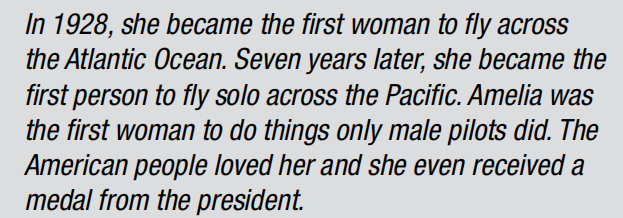 In 1928, she became the first woman to fly across
the Atlantic Ocean. Seven years later, she became the
first person to fly solo across the Pacific. Amelia was
the first woman to do things only male pilots did. The
American people loved her and she even received a
medal from the president.